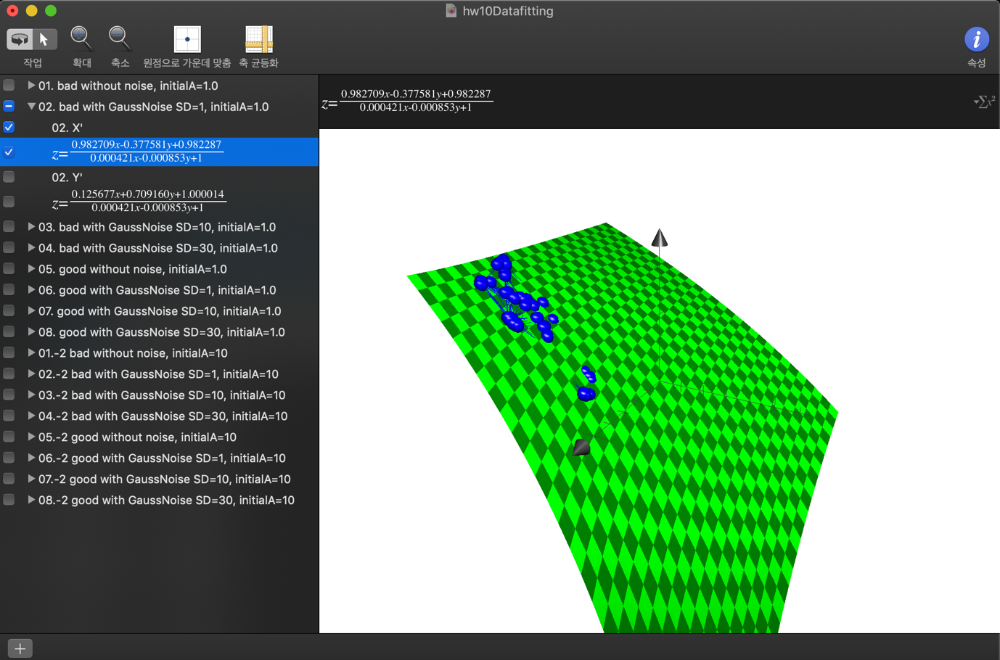 hw10Datafitting
작업
확대
축소
원점으로 가운데 맞춤
축 균등화
속성
01. bad without noise, initialA=1.0
02. bad with GaussNoise SD=1, initialA=1.0
02. X'
z=
0.982709x-0.377581y+0.982287
0.000421x-0.000853y+1
02. Y'
z=
0.125677x+0.709160y+1.000014
0.000421x-0.000853y+1
03. bad with GaussNoise SD=10, initialA=1.0
04. bad with GaussNoise SD=30, initialA=1.0
05. good without noise, initialA=1.0
06. good with GaussNoise SD=1, initialA=1.0
07. good with GaussNoise SD=10, initialA=1.0
08. good with GaussNoise SD=30, initialA=1.0
01.-2 bad without noise, initialA=10
02.-2 bad with GaussNoise SD=1, initialA=10
03.-2 bad with GaussNoise SD=10, initialA=10
04.-2 bad with GaussNoise SD=30, initialA=10
05.-2 good without noise, initialA=10
06.-2 good with GaussNoise SD=1, initialA=10
07.-2 good with GaussNoise SD=10, initialA=10
08.-2 good with GaussNoise SD=30, initialA=10
z=
0.982709x-0.377581y+0.982287
0.000421x-0.000853y+1
∑x²